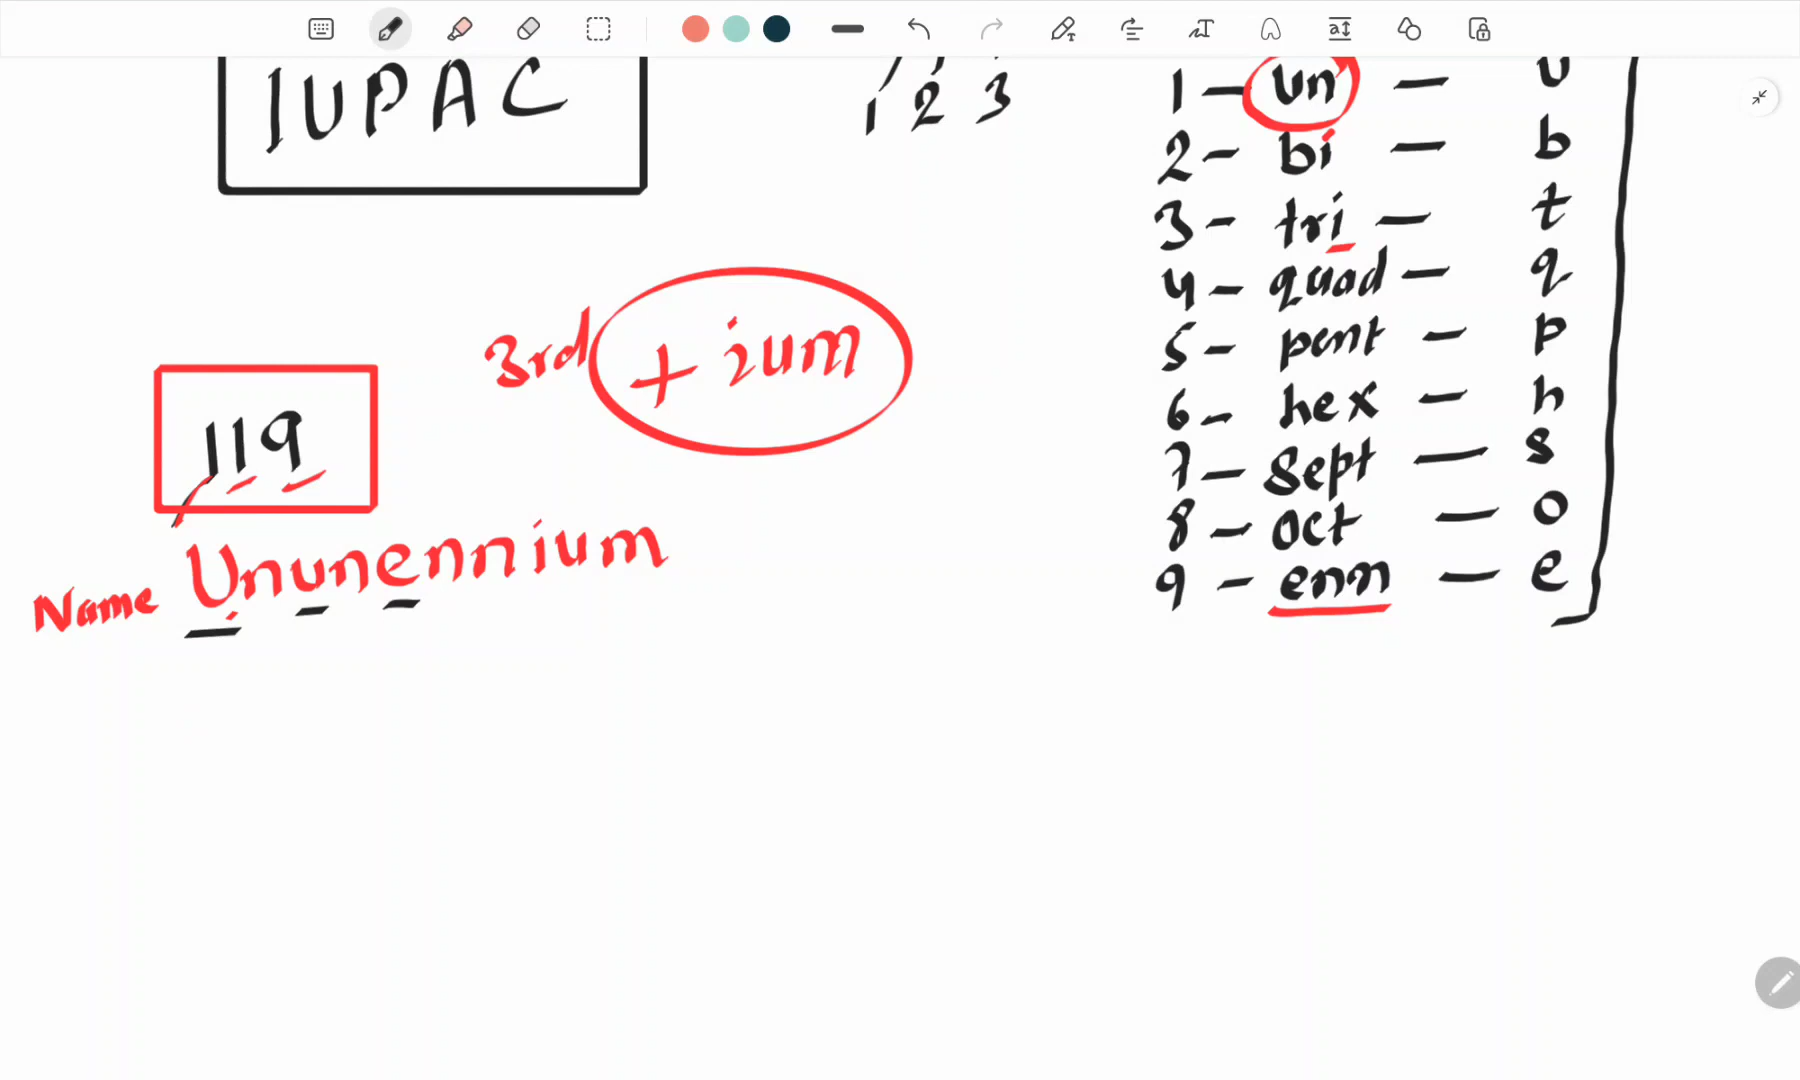 IUPAC
1 2 3
1 - un - u
2 - bi - b
3 - tri - t
4 - quad - q
5 - pent - p
6 - hex - h
7 - Sept - s
8 - Oct - o
9 - enn - e
3rd + ium
119
Name Ununennium